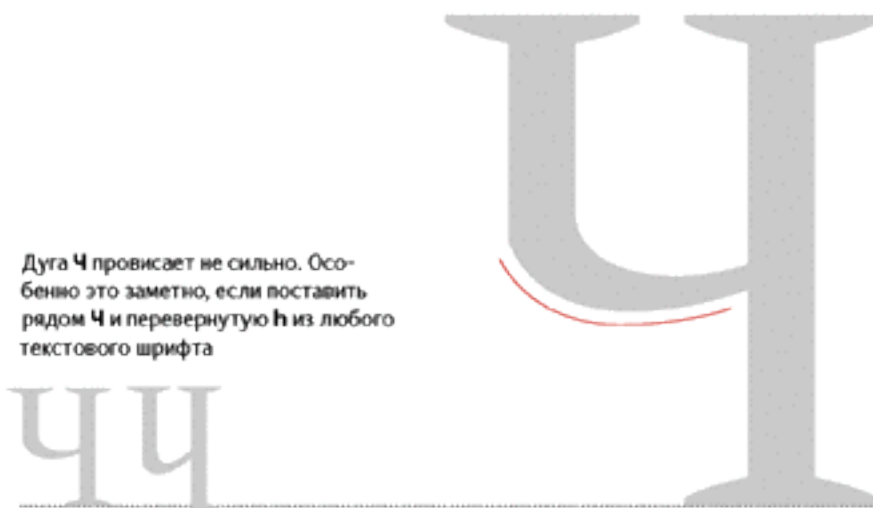 Ч
Дуга Ч провисает не сильно. Осо-
бенно это заметно, если поставить
рядом Ч и перевернутую h из любого
текстового шрифта
Ч Ч